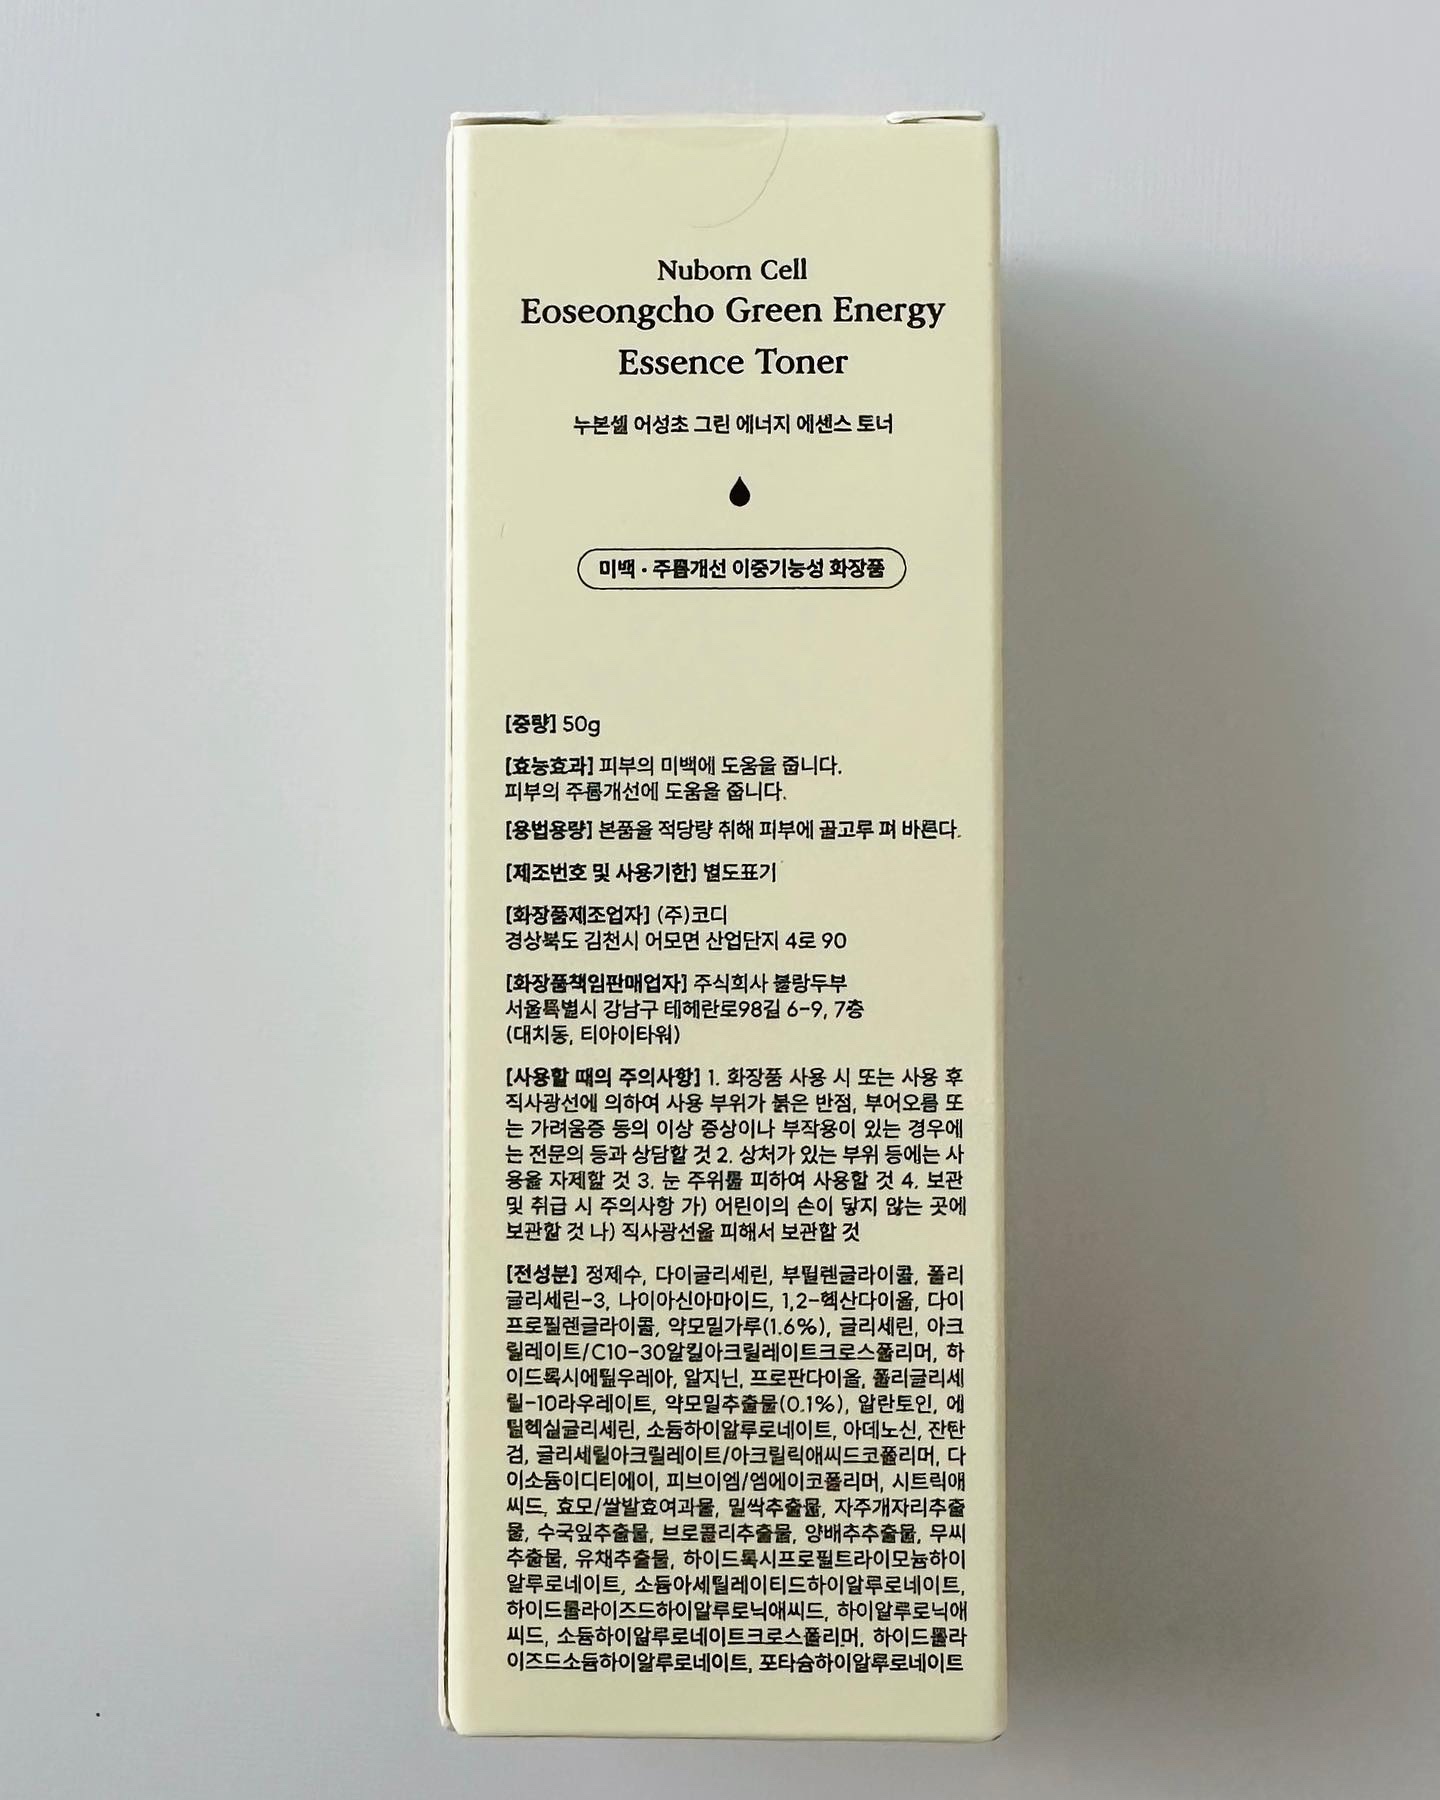 Nuborn Cell
Eoseongcho Green Energy
Essence Toner
누본셀 어성초 그린 에너지 에센스 토너
미백 · 주름개선 이중기능성 화장품
[중량] 50g
[효능효과] 피부의 미백에 도움을 줍니다.
피부의 주름개선에 도움을 줍니다.
[용법용량] 본품을 적당량 취해 피부에 골고루 펴 바른다.
[제조번호 및 사용기한] 별도표기
[화장품제조업자] (주)코디
경상북도 김천시 어모면 산업단지 4로 90
[화장품책임판매업자] 주식회사 블랑두부
서울특별시 강남구 테헤란로98길 6-9, 7층
(대치동, 티아이타워)
[사용할 때의 주의사항] 1. 화장품 사용 시 또는 사용 후
직사광선에 의하여 사용 부위가 붉은 반점, 부어오름 또
는 가려움증 등의 이상 증상이나 부작용이 있는 경우에
는 전문의 등과 상담할 것 2. 상처가 있는 부위 등에는 사
용을 자제할 것 3. 눈 주위를 피하여 사용할 것 4. 보관
및 취급 시 주의사항 가) 어린이의 손이 닿지 않는 곳에
보관할 것 나) 직사광선을 피해서 보관할 것
[전성분] 정제수, 다이글리세린, 부틸렌글라이콜, 폴리
글리세린-3, 나이아신아마이드, 1,2-헥산다이올, 다이
프로필렌글라이콜, 약모밀가루(1.6%), 글리세린, 아크
릴레이트/C10-30알킬아크릴레이트크로스폴리머, 하
이드록시에틸우레아, 알지닌, 프로판다이올, 폴리글리세
릴-10라우레이트, 약모밀추출물(0.1%), 알란토인, 에
틸헥실글리세린, 소듐하이알루로네이트, 아데노신, 잔탄
검, 글리세릴아크릴레이트/아크릴릭애씨드코폴리머, 다
이소듐이디티에이, 피브이엠/엠에이코폴리머, 시트릭애
씨드, 효모/쌀발효여과물, 밀싹추출물, 자주개자리추출
물, 수국잎추출물, 브로콜리추출물, 양배추추출물, 무씨
추출물, 유채추출물, 하이드록시프로필트라이모늄하이
알루로네이트, 소듐아세틸레이티드하이알루로네이트,
하이드롤라이즈드하이알루로닉애씨드, 하이알루로닉애
씨드, 소듐하이알루로네이트크로스폴리머, 하이드롤라
이즈드소듐하이알루로네이트, 포타슘하이알루로네이트